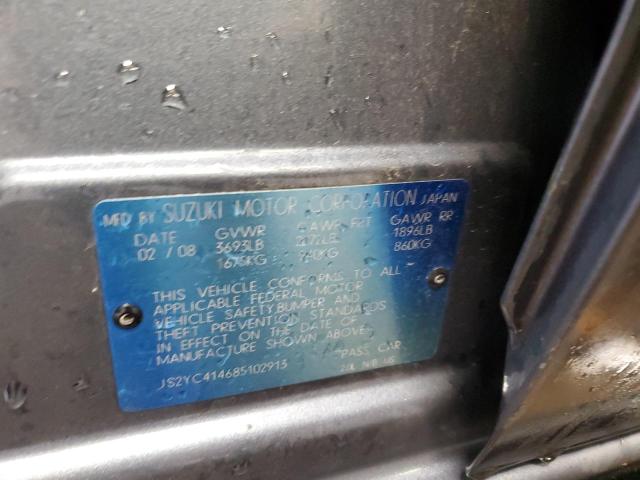 MFD BY SUZUKI MOTOR CORPORATION JAPAN
DATE GVWR GAWR FRT GAWR RR
02 / 08 3693LB 1896LB
1675KG 860KG
THIS VEHICLE CONFORMS TO ALL
APPLICABLE FEDERAL MOTOR
VEHICLE SAFETY,BUMPER AND
THEFT PREVENTION STANDARDS
IN EFFECT ON THE DATE OF
MANUFACTURE SHOWN ABOVE.
JS2YC414685102913 PASS CAR